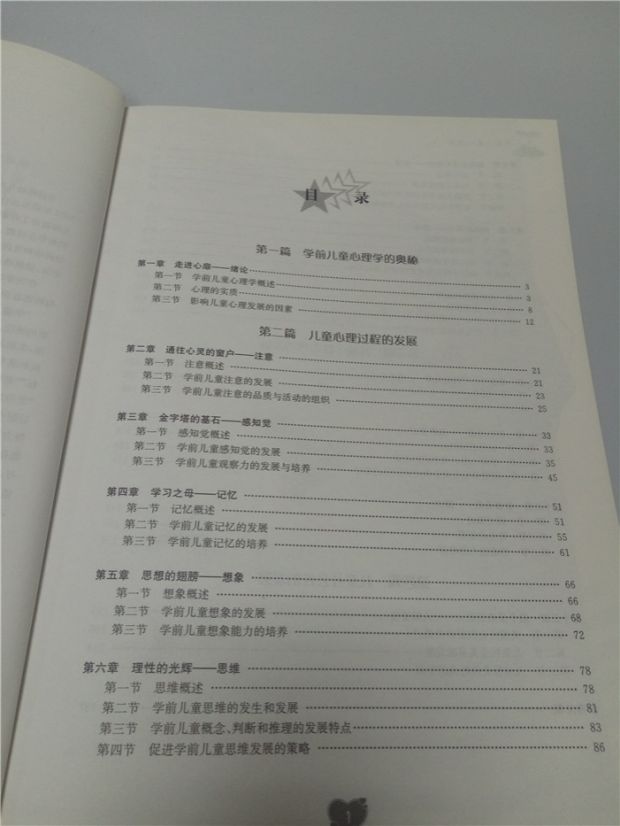 目 录
第一篇 学前儿童心理学的奥秘
第一章 走进心扉——绪论 3
第一节 学前儿童心理学概述 3
第二节 心理的实质 8
第三节 影响儿童心理发展的因素 12
第二篇 儿童心理过程的发展
第二章 通往心灵的窗户——注意 21
第一节 注意概述 21
第二节 学前儿童注意的发展 23
第三节 学前儿童注意的品质与活动的组织 25
第三章 金字塔的基石——感知觉 33
第一节 感知觉概述 33
第二节 学前儿童感知觉的发展 35
第三节 学前儿童观察力的发展与培养 45
第四章 学习之母——记忆 51
第一节 记忆概述 51
第二节 学前儿童记忆的发展 55
第三节 学前儿童记忆的培养 61
第五章 思想的翅膀——想象 66
第一节 想象概述 66
第二节 学前儿童想象的发展 68
第三节 学前儿童想象能力的培养 72
第六章 理性的光辉——思维 78
第一节 思维概述 78
第二节 学前儿童思维的发生和发展 81
第三节 学前儿童概念、判断和推理的发展特点 83
第四节 促进学前儿童思维发展的策略 86
1